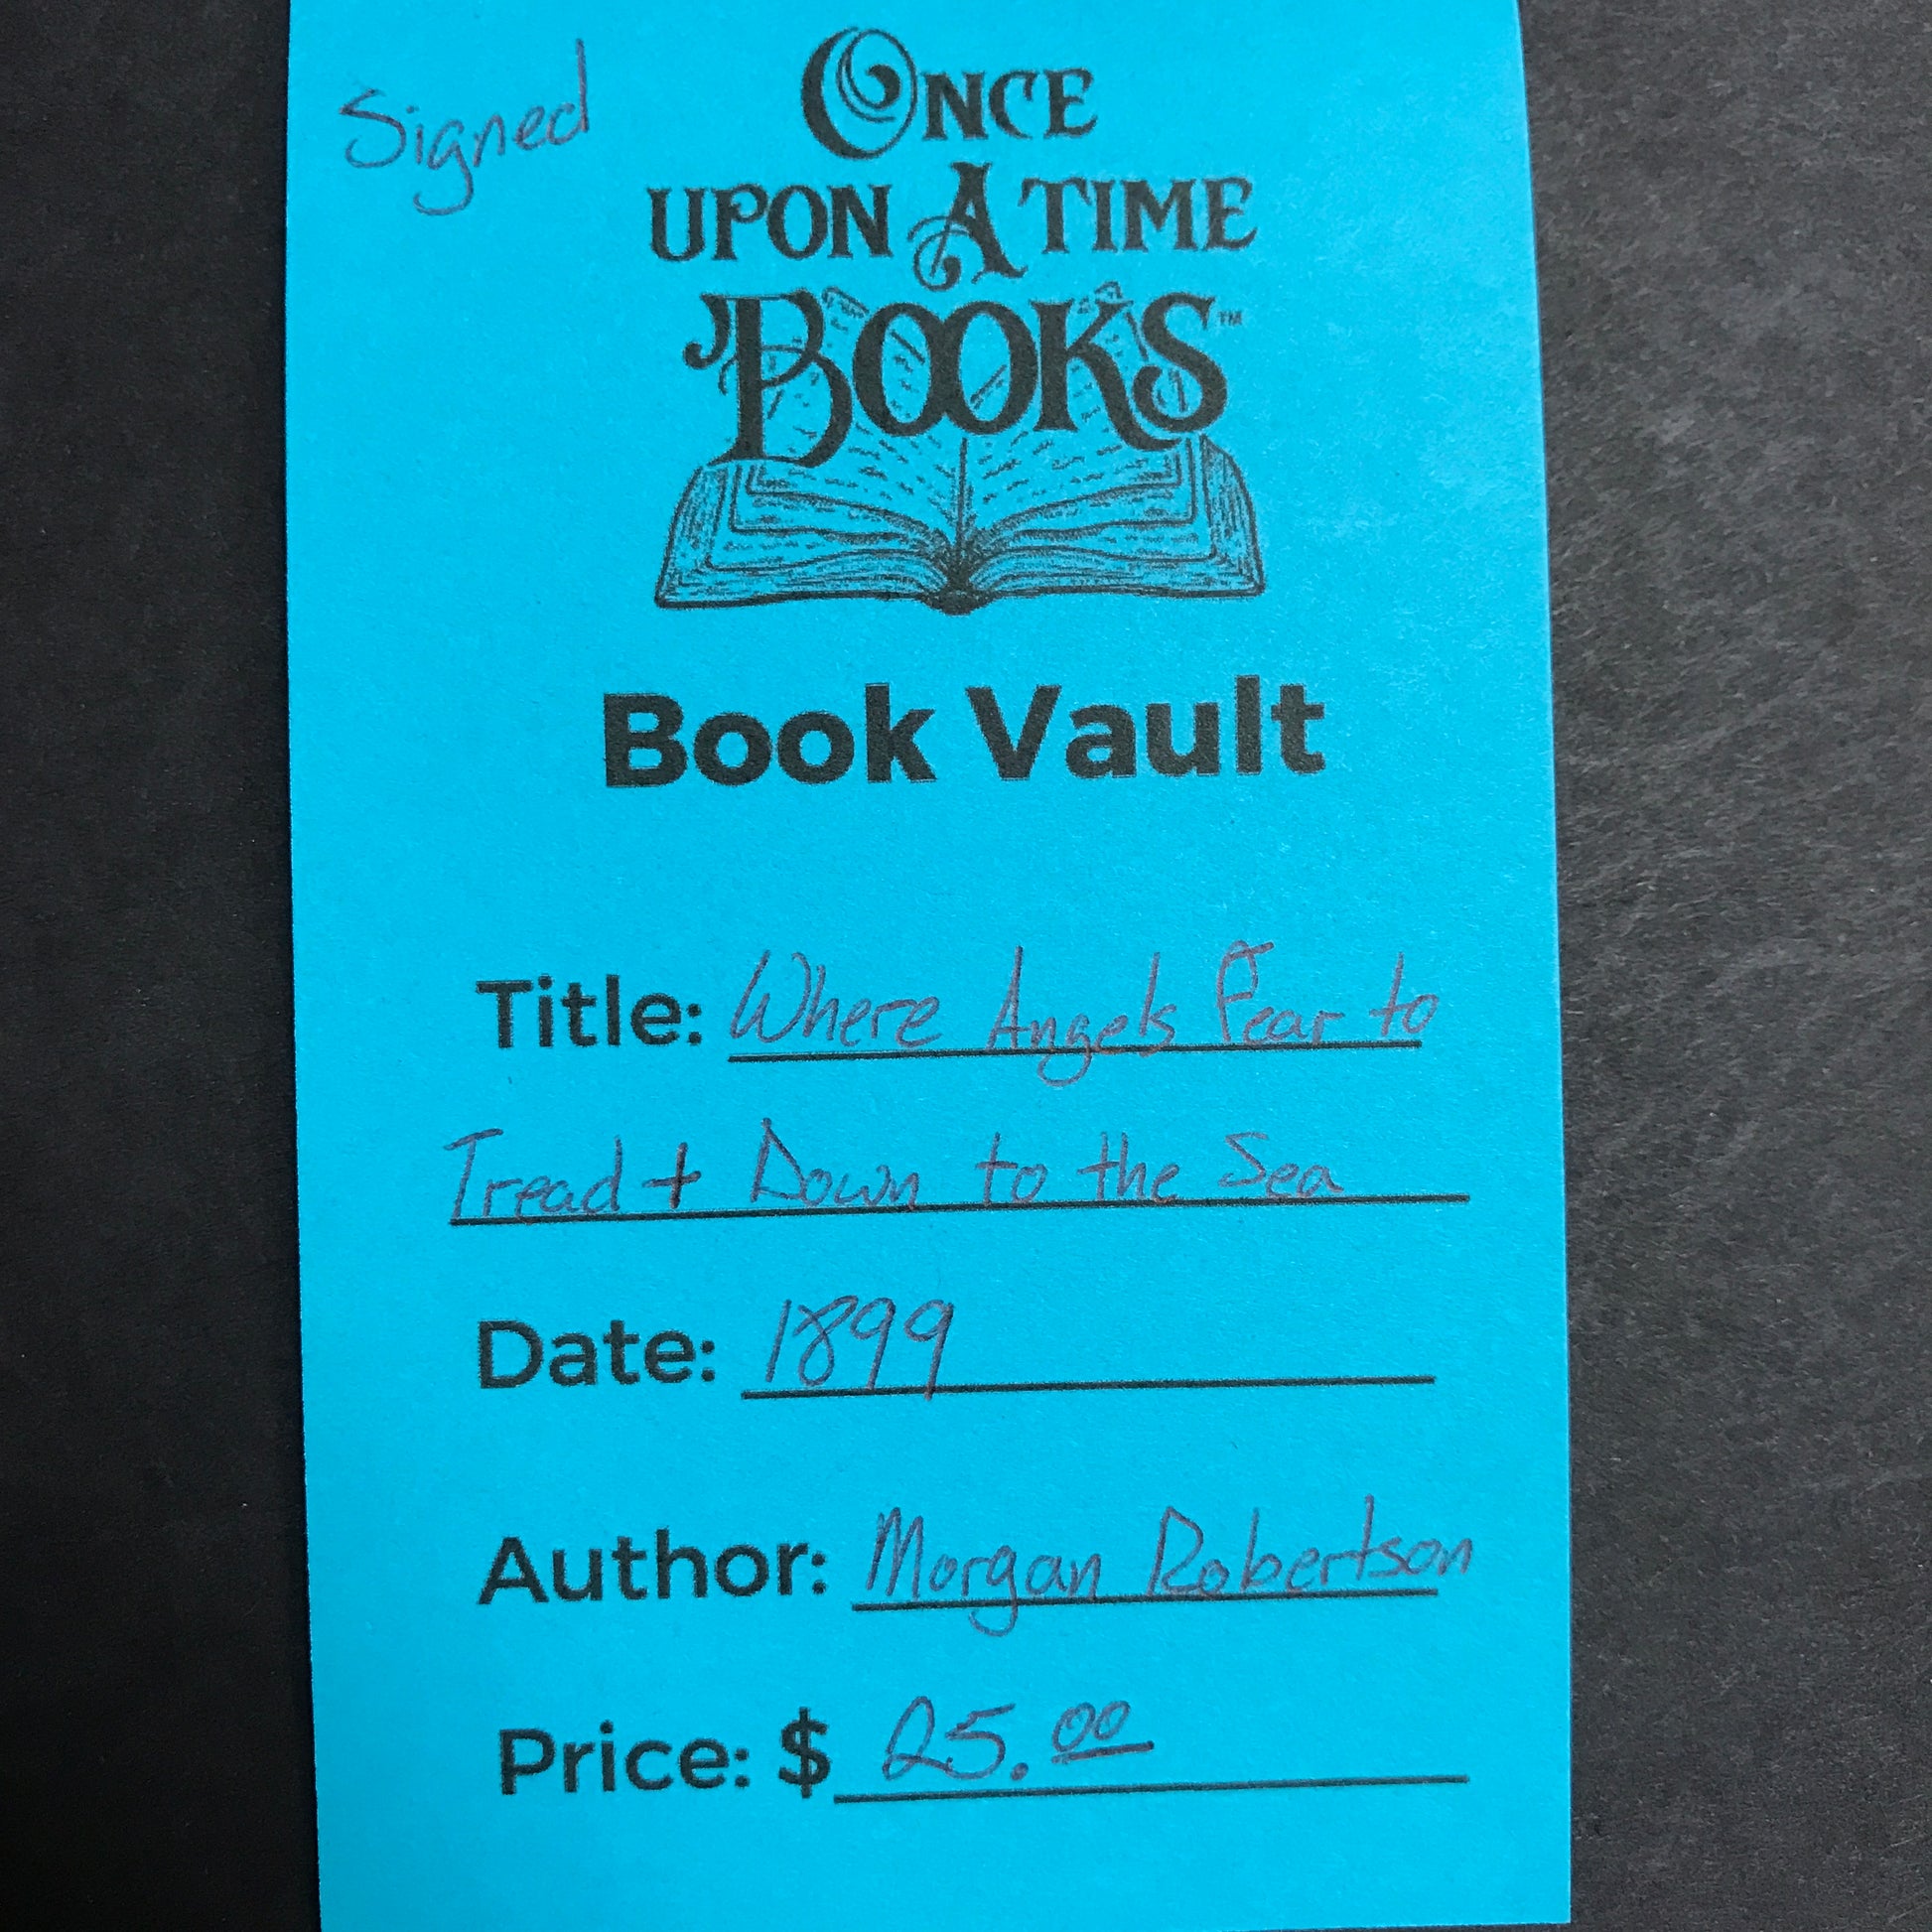 Signed
ONCE
UPON A TIME
BOOKS™
Book Vault
Title: Where Angels Fear to
Tread + Down to the Sea
Date: 1899
Author: Morgan Robertson
Price: $ 25.00